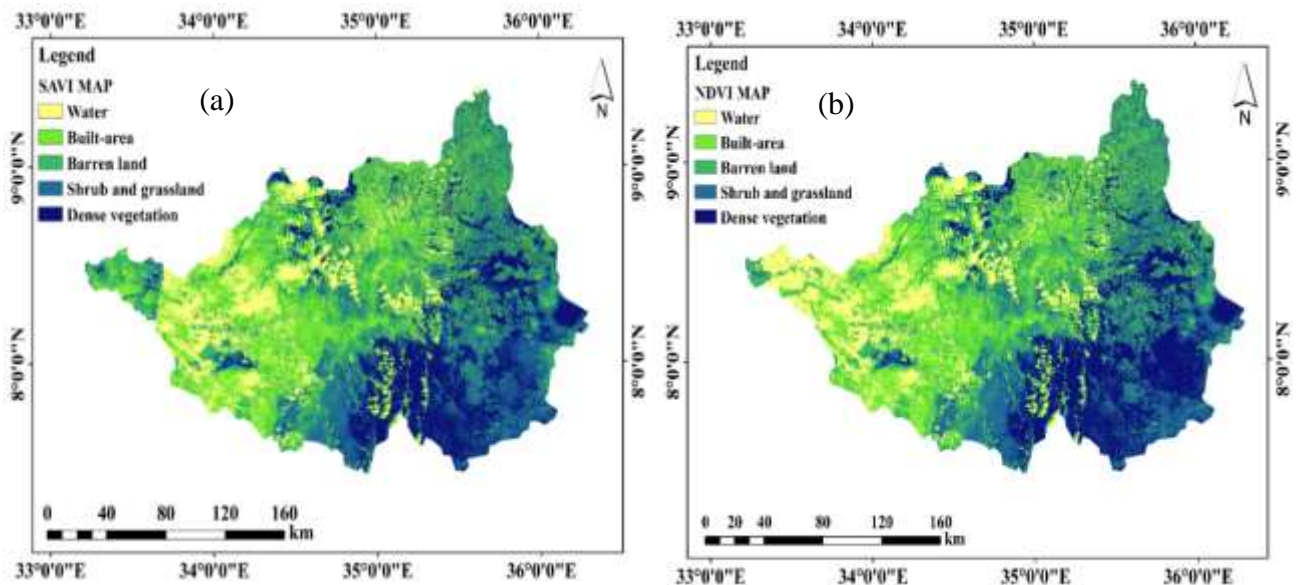 33°0'0"E 34°0'0"E 35°0'0"E 36°0'0"E
Legend
SAVI MAP
Water
Built-area
Barren land
Shrub and grassland
Dense vegetation
(a)
N
9°0'0"N
9°0'0"N
8°0'0"N
8°0'0"N
0 40 80 120 160
km
33°0'0"E 34°0'0"E 35°0'0"E 36°0'0"E
33°0'0"E 34°0'0"E 35°0'0"E 36°0'0"E
Legend
NDVI MAP
Water
Built-area
Barren land
Shrub and grassland
Dense vegetation
(b)
N
9°0'0"N
9°0'0"N
8°0'0"N
8°0'0"N
0 20 40 80 120 160
km
33°0'0"E 34°0'0"E 35°0'0"E 36°0'0"E